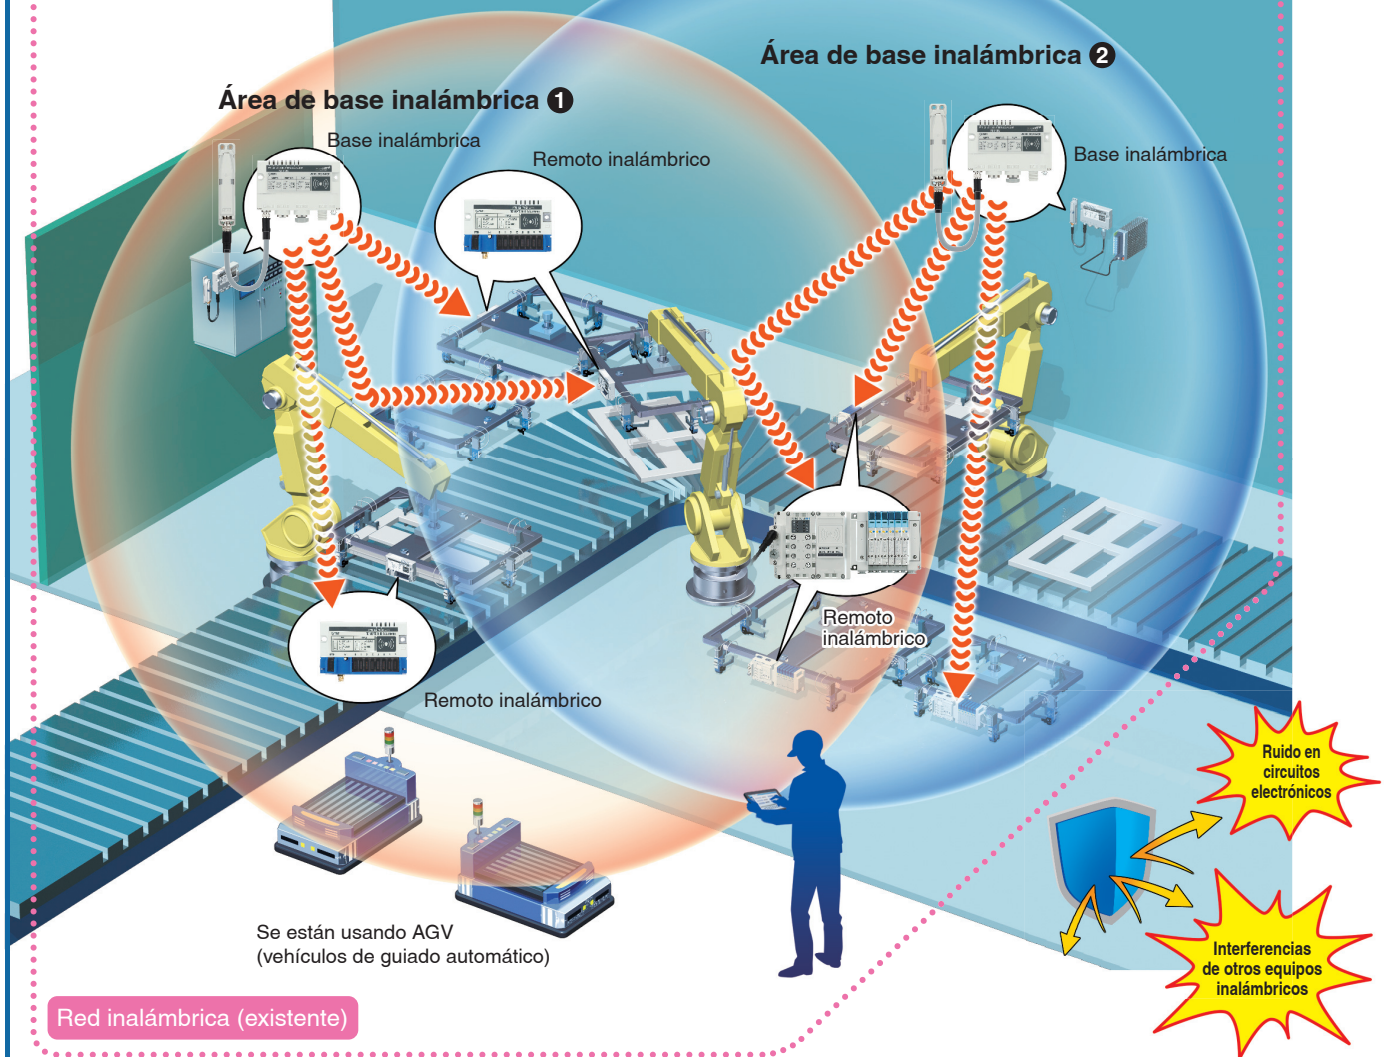 Área de base inalámbrica 2
Área de base inalámbrica 1
Base inalámbrica
Remoto inalámbrico
Base inalámbrica
Remoto
inalámbrico
Remoto inalámbrico
Ruido en
circuitos
electrónicos
Se están usando AGV
(vehículos de guiado automático)
Interferencias
de otros equipos
inalámbricos
Red inalámbrica (existente)